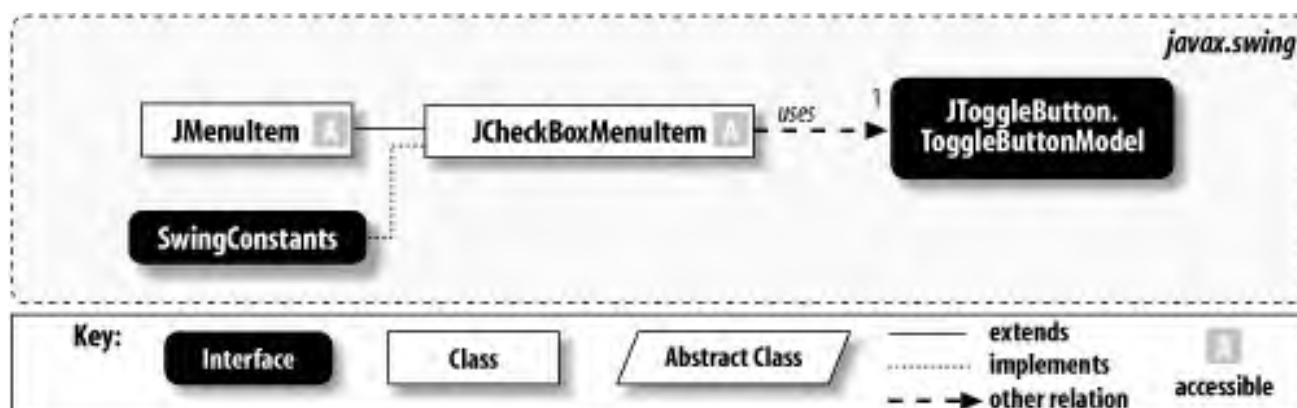 javax.swing
JMenuItem A
JCheckBoxMenuItem A
uses 1
JToggleButton.
ToggleButtonModel
SwingConstants
Key:
Interface
Class
Abstract Class
extends
implements
other relation
A
accessible